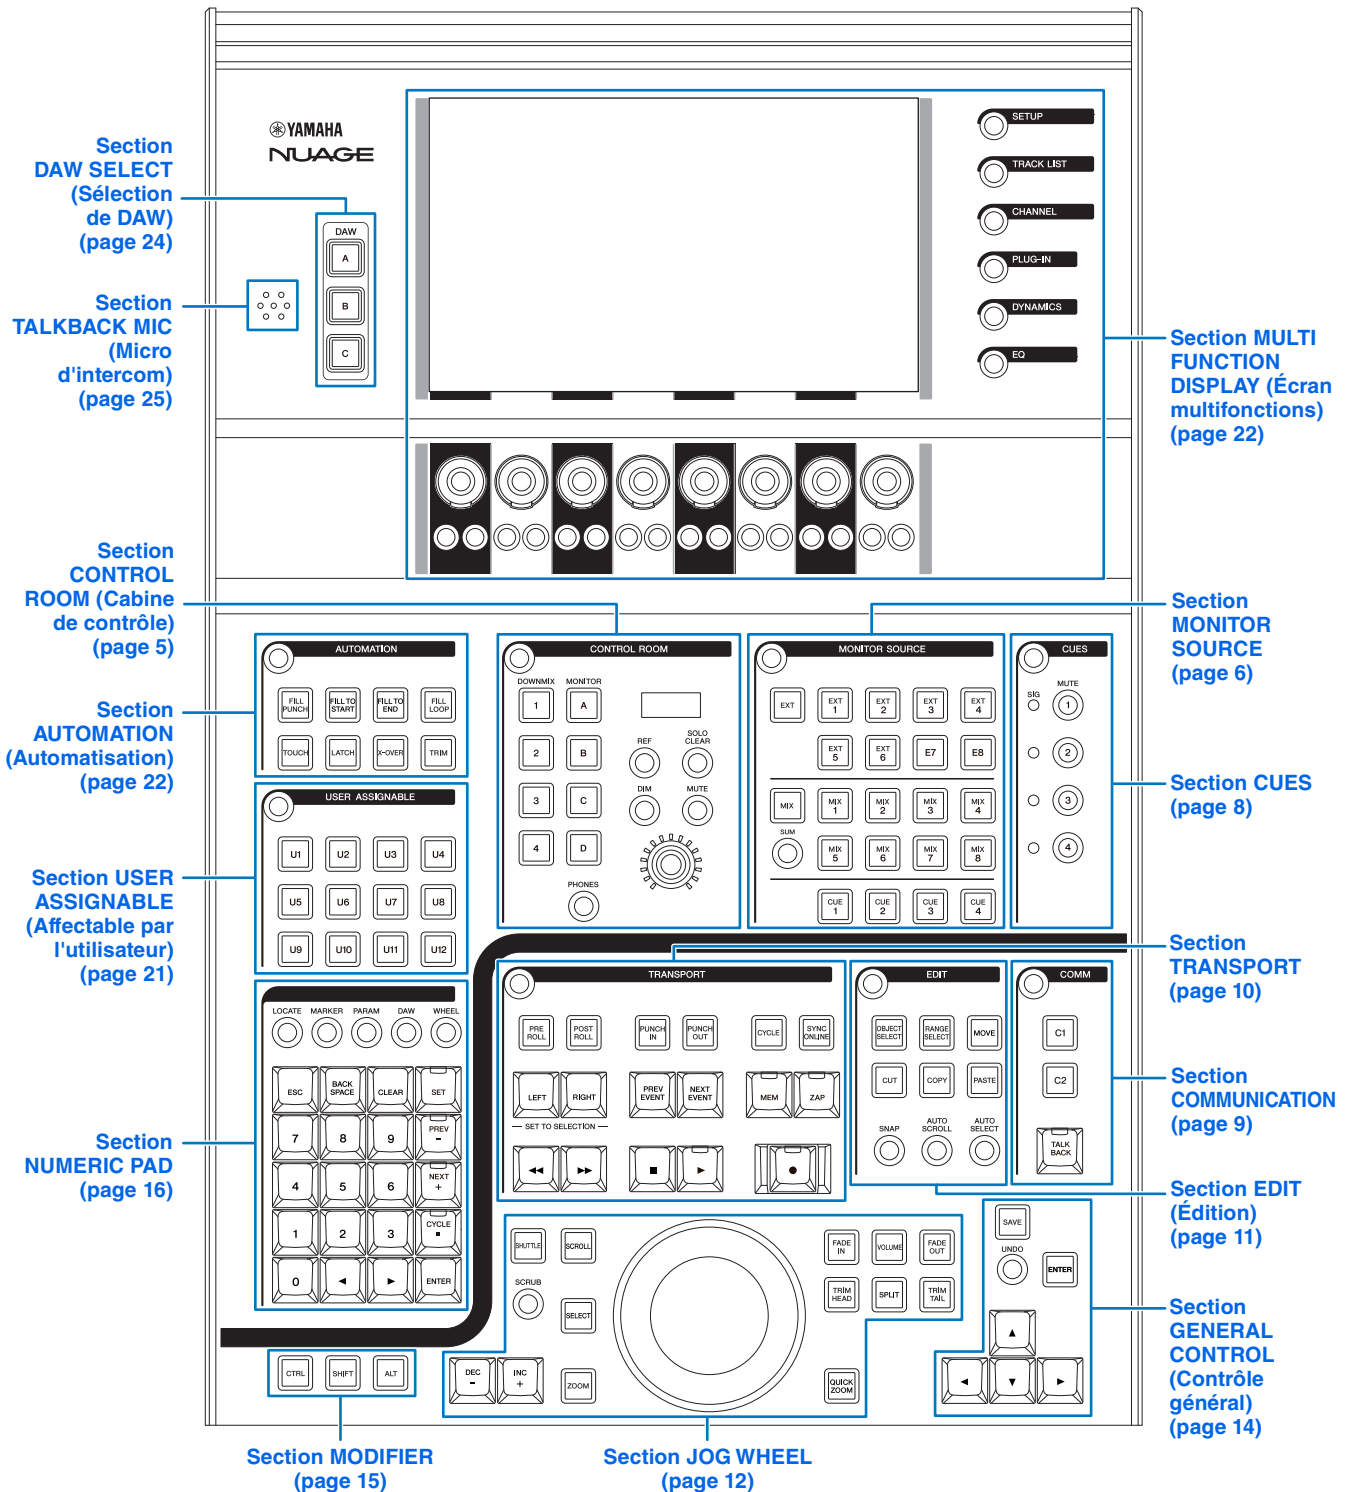 YAMAHA
NUAGE
SETUP
TRACK LIST
CHANNEL
PLUG-IN
DYNAMICS
EQ
Section
DAW SELECT
(Sélection
de DAW)
(page 24)
DAW
A
B
C
Section
TALKBACK MIC
(Micro
d'intercom)
(page 25)
Section MULTI
FUNCTION
DISPLAY (Écran
multifonctions)
(page 22)
Section
CONTROL
ROOM (Cabine
de contrôle)
(page 5)
Section
MONITOR
SOURCE
(page 6)
Section
AUTOMATION
(Automatisation)
(page 22)
AUTOMATION
FILL PUNCH
FILL TO START
FILL TO END
FILL LOOP
TOUCH
LATCH
X-OVER
TRIM
CONTROL ROOM
DOWNMIX
MONITOR
1
A
2
B
3
C
4
D
REF
SOLO CLEAR
DIM
MUTE
PHONES
MONITOR SOURCE
EXT
EXT 1
EXT 2
EXT 3
EXT 4
EXT 5
EXT 6
E7
E8
MIX
MIX 1
MIX 2
MIX 3
MIX 4
SUM
MIX 5
MIX 6
MIX 7
MIX 8
CUE 1
CUE 2
CUE 3
CUE 4
CUES
SIG
MUTE
1
2
3
4
Section CUES
(page 8)
Section USER
ASSIGNABLE
(Affectable par
l'utilisateur)
(page 21)
USER ASSIGNABLE
U1
U2
U3
U4
U5
U6
U7
U8
U9
U10
U11
U12
Section
TRANSPORT
(page 10)
LOCATE
MARKER
PARAM
DAW
WHEEL
ESC
BACK SPACE
CLEAR
SET
7
8
9
PREV -
4
5
6
NEXT +
1
2
3
CYCLE
0
ENTER
Section
NUMERIC PAD
(page 16)
TRANSPORT
PRE ROLL
POST ROLL
PUNCH IN
PUNCH OUT
CYCLE
SYNC ONLINE
LEFT
RIGHT
PREV EVENT
NEXT EVENT
MEM
ZAP
SET TO SELECTION
EDIT
OBJECT SELECT
RANGE SELECT
MOVE
CUT
COPY
PASTE
SNAP
AUTO SCROLL
AUTO SELECT
COMM
C1
C2
TALK BACK
Section
COMMUNICATION
(page 9)
Section EDIT
(Édition)
(page 11)
SHUTTLE
SCROLL
SCRUB
SELECT
DEC -
INC +
ZOOM
FADE IN
VOLUME
FADE OUT
TRIM HEAD
SPLIT
TRIM TAIL
QUICK ZOOM
SAVE
UNDO
ENTER
Section
GENERAL
CONTROL
(Contrôle
général)
(page 14)
CTRL
SHIFT
ALT
Section MODIFIER
(page 15)
Section JOG WHEEL
(page 12)